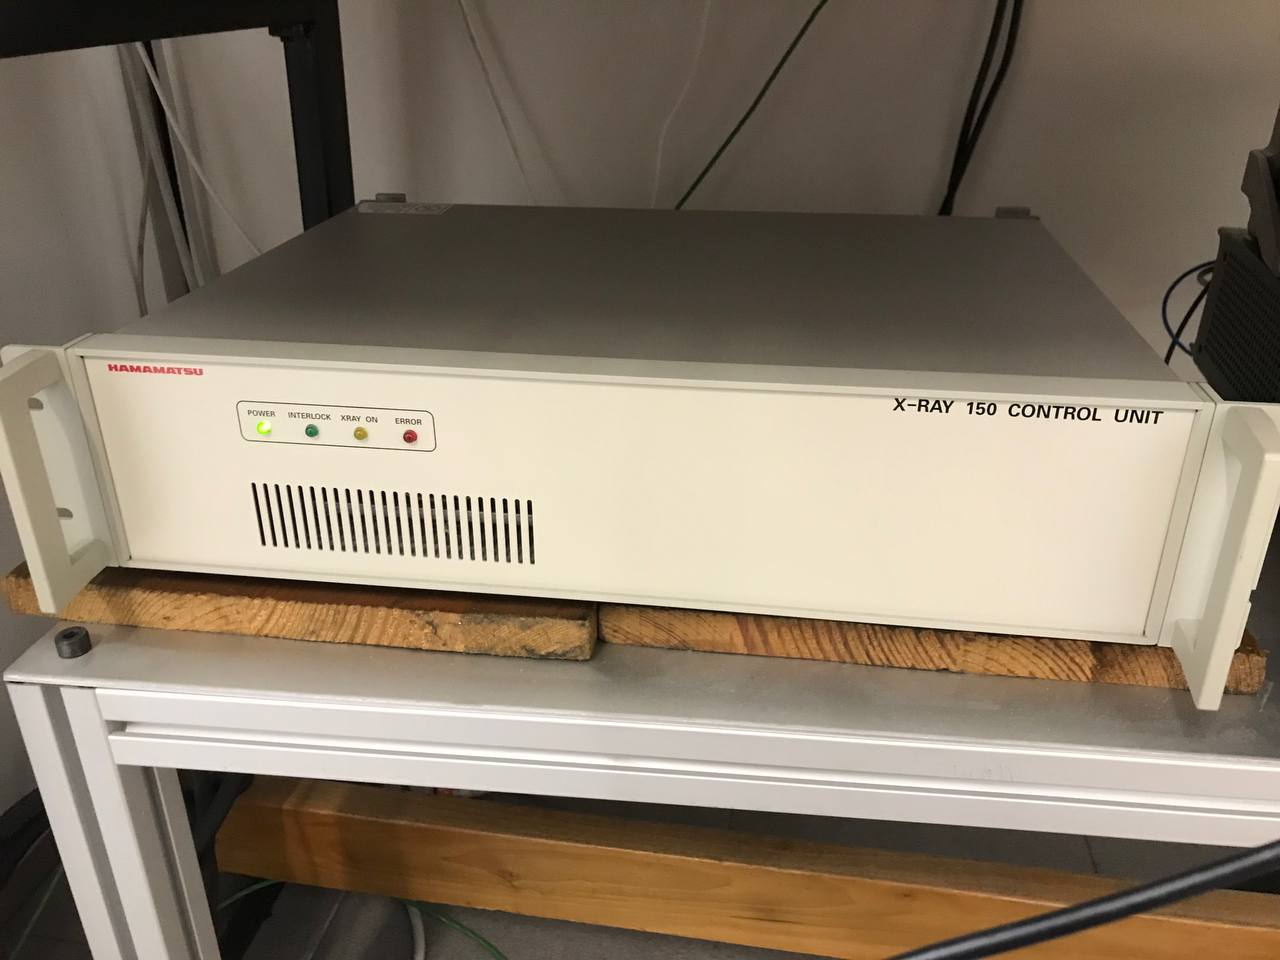 HAMAMATSU
X-RAY 150 CONTROL UNIT
POWER INTERLOCK XRAY ON ERROR